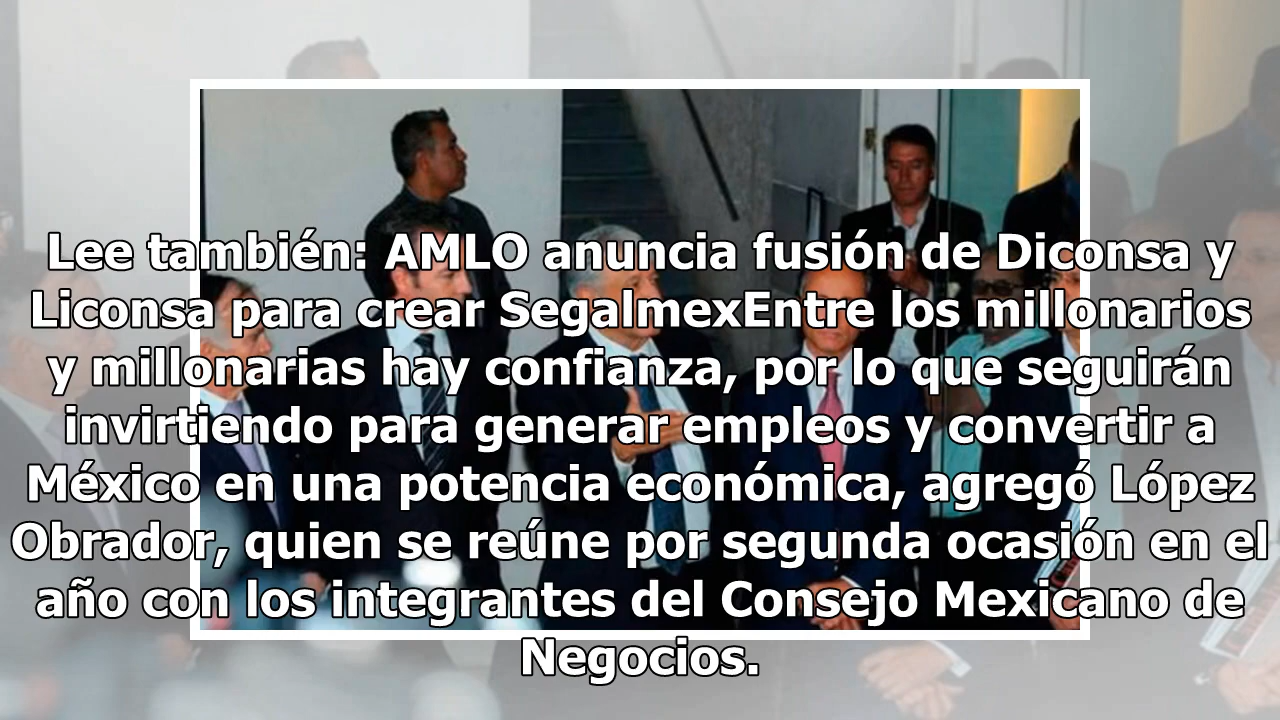 Lee también: AMLO anuncia fusión de Diconsa y
Liconsa para crear SegalmexEntre los millonarios
y millonarias hay confianza, por lo que seguirán
invirtiendo para generar empleos y convertir a
México en una potencia económica, agregó López
Obrador, quien se reúne por segunda ocasión en el
año con los integrantes del Consejo Mexicano de
Negocios.